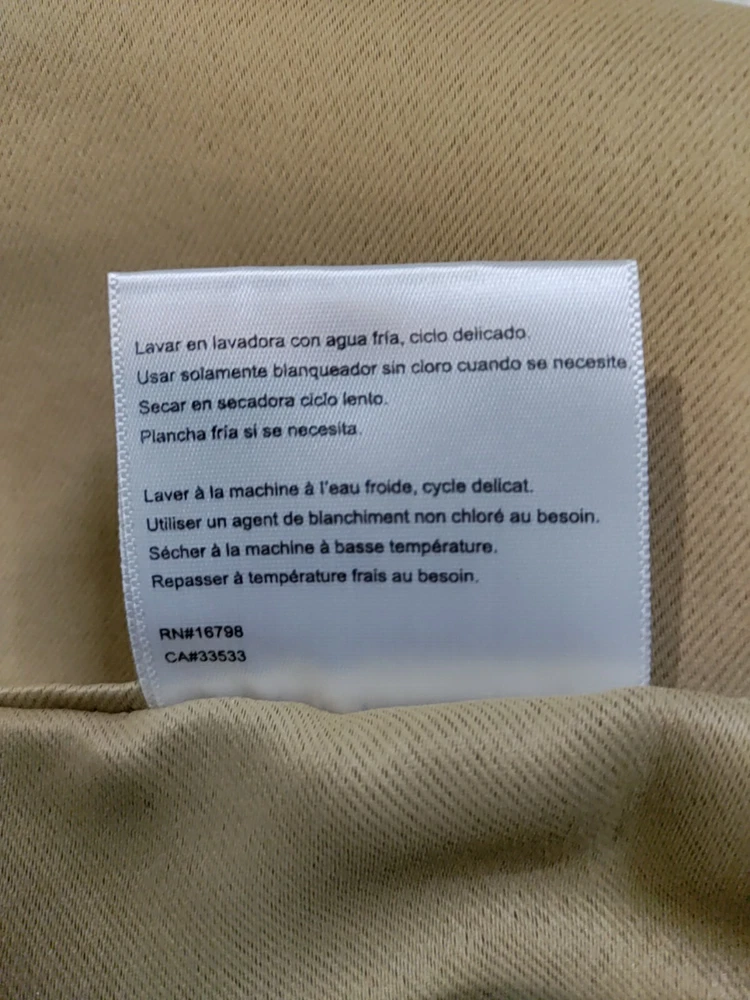 Lavar en lavadora con agua fría, ciclo delicado.
Usar solamente blanqueador sin cloro cuando se necesite.
Secar en secadora ciclo lento.
Plancha fría si se necesita.
Laver à la machine à l'eau froide, cycle delicat.
Utiliser un agent de blanchiment non chloré au besoin.
Sécher à la machine à basse température.
Repasser à température frais au besoin.
RN#16798
CA#33533